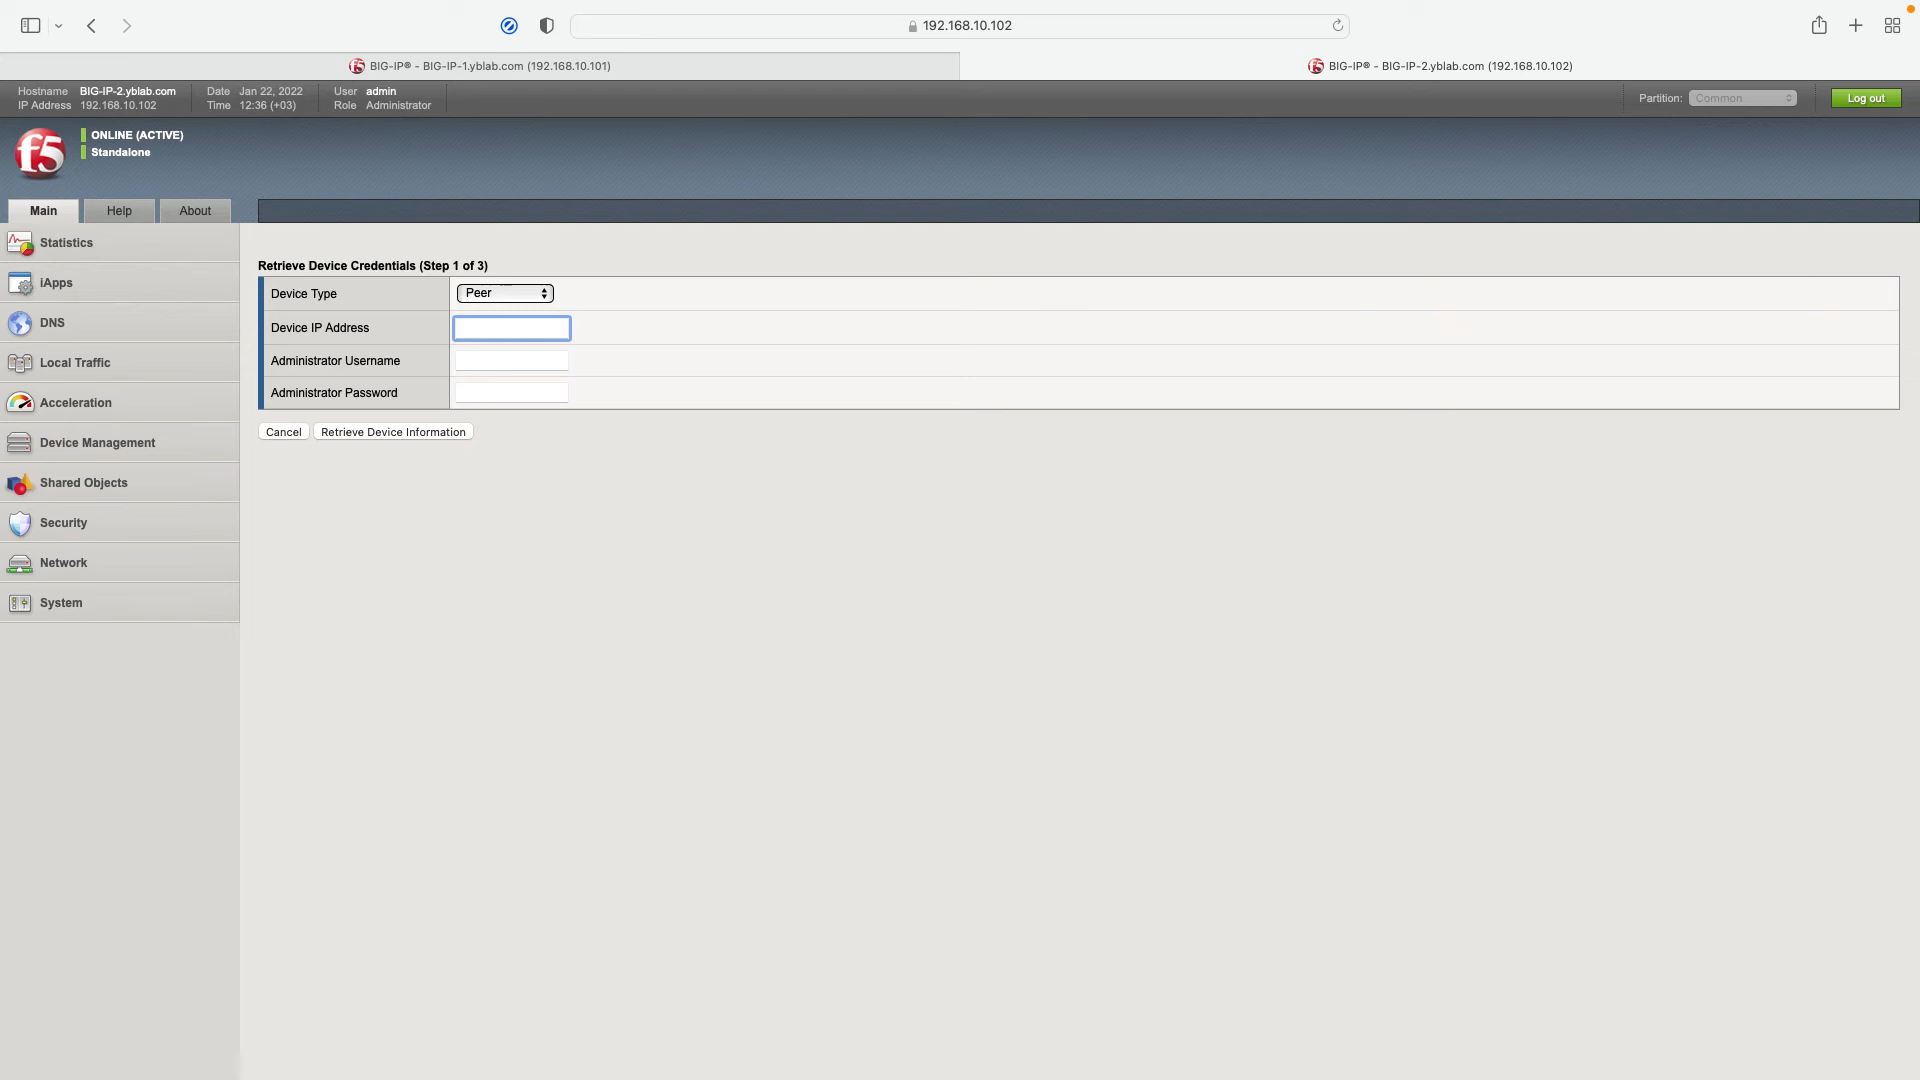 192.168.10.102
BIG-IP® - BIG-IP-1.yblab.com (192.168.10.101)
BIG-IP® - BIG-IP-2.yblab.com (192.168.10.102)
Hostname BIG-IP-2.yblab.com Date Jan 22, 2022 User admin
IP Address 192.168.10.102 Time 12:36 (+03) Role Administrator
Partition: Common Log out
f5
ONLINE (ACTIVE)
Standalone
Main Help About
Statistics
iApps
DNS
Local Traffic
Acceleration
Device Management
Shared Objects
Security
Network
System
Retrieve Device Credentials (Step 1 of 3)
Device Type Peer
Device IP Address
Administrator Username
Administrator Password
Cancel Retrieve Device Information